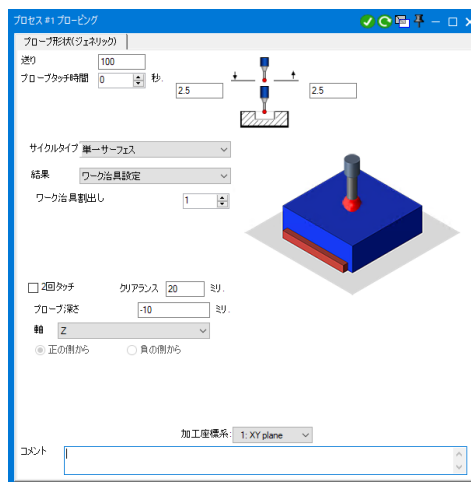 プロセス #1 プロービング
プローブ形状(ジェネリック)
送り 100
プローブタッチ時間 0 秒.
2.5 2.5
サイクルタイプ 単一サーフェス
結果 ワーク治具設定
ワーク治具割出し 1
2回タッチ クリアランス 20 ミリ.
プローブ深さ -10 ミリ.
軸 Z
正の側から 負の側から
加工座標系: 1: XY plane
コメント